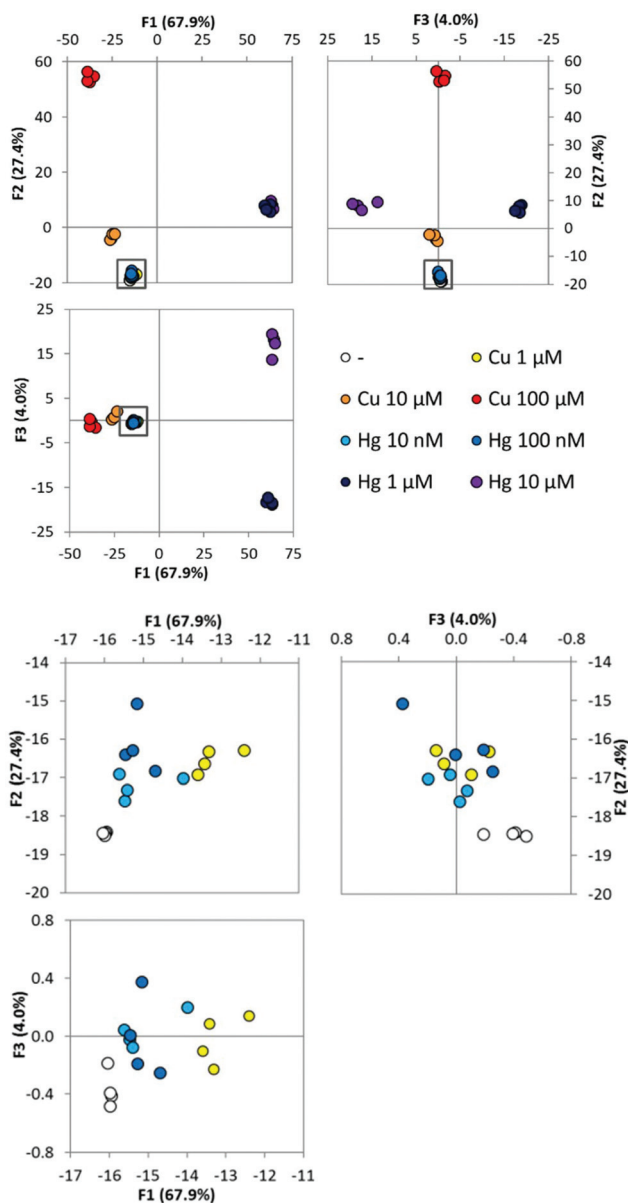 F1 (67.9%)
-50 -25 0 25 50 75
60
40
20
0
-20
F2 (27.4%)
F3 (4.0%)
25 15 5 -5 -15 -25
60
50
40
30
20
10
0
-10
-20
F2 (27.4%)
25
15
5
-5
-15
-25
F3 (4.0%)
-50 -25 0 25 50 75
F1 (67.9%)
- Cu 1 µM
Cu 10 µM Cu 100 µM
Hg 10 nM Hg 100 nM
Hg 1 µM Hg 10 µM
F1 (67.9%)
-17 -16 -15 -14 -13 -12 -11
-14
-15
-16
-17
-18
-19
-20
F2 (27.4%)
F3 (4.0%)
0.8 0.4 0.0 -0.4 -0.8
-14
-15
-16
-17
-18
-19
-20
F2 (27.4%)
0.8
0.4
0.0
-0.4
-0.8
F3 (4.0%)
-17 -16 -15 -14 -13 -12 -11
F1 (67.9%)